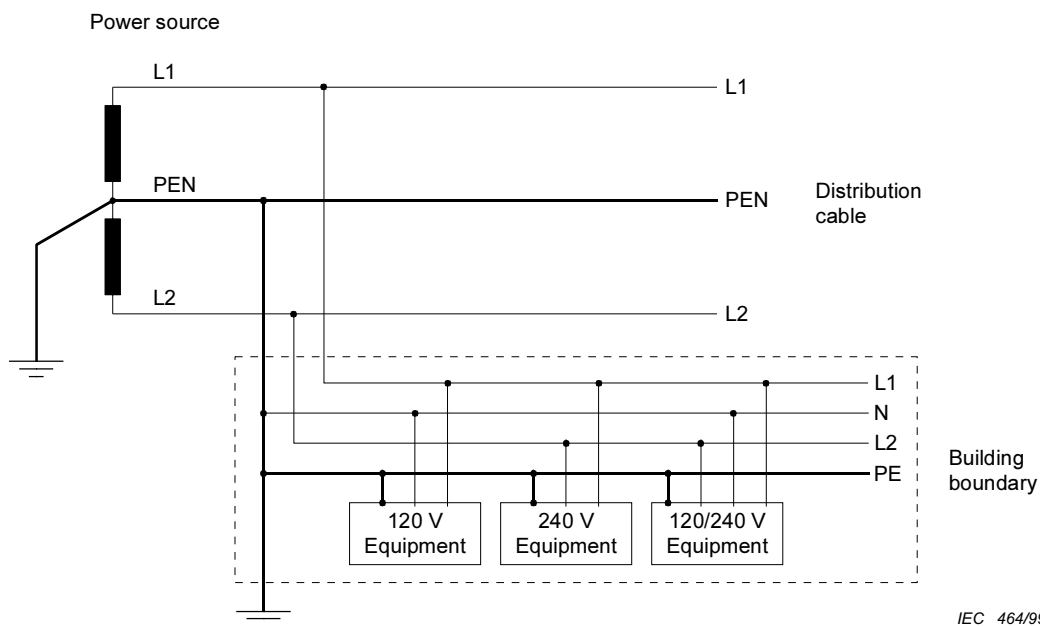 Power source
L1
L1
PEN
PEN
Distribution
cable
L2
L2
L1
N
L2
PE
Building
boundary
120 V
Equipment
240 V
Equipment
120/240 V
Equipment
IEC 464/99